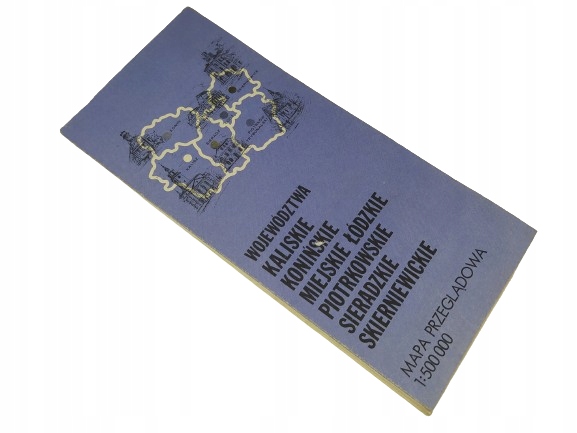 WOJEWÓDZTWA
KALISKIE
KONIŃSKIE
MIEJSKIE ŁÓDZKIE
PIOTRKOWSKIE
SIERADZKIE
SKIERNIEWICKIE
MAPA PRZEGLĄDOWA
1:500 000